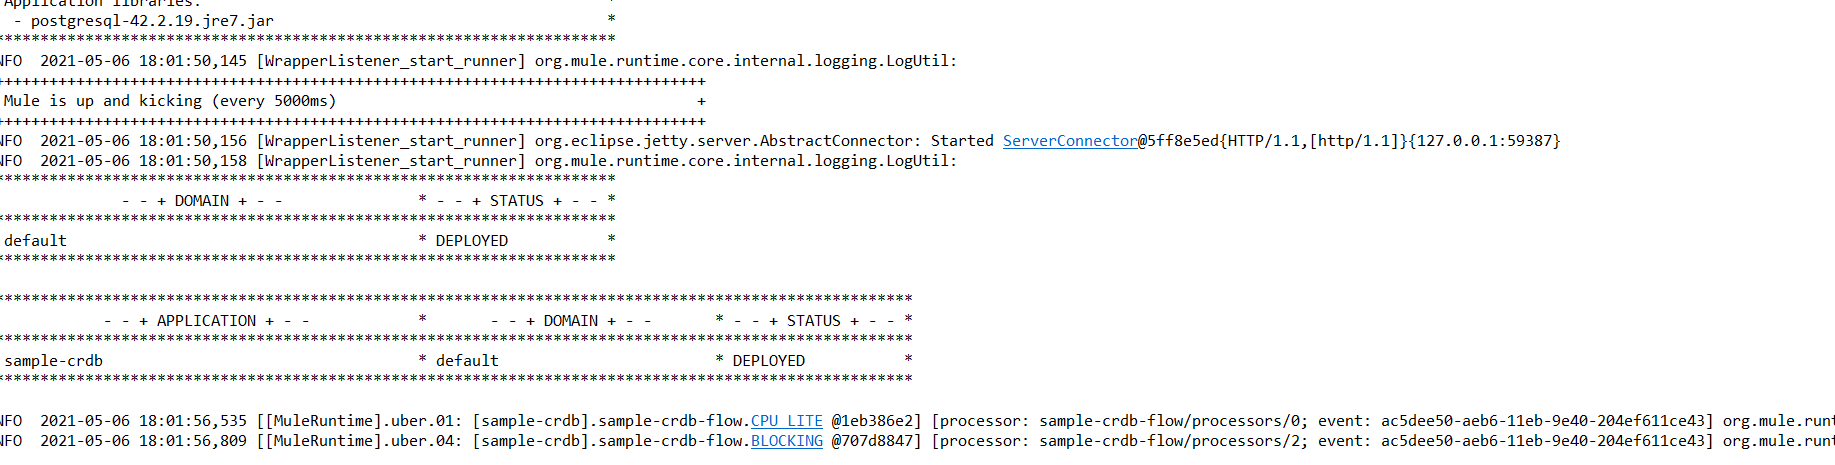 Application libraries:
- postgresql-42.2.19.jre7.jar *
*********************************************************************
NFO 2021-05-06 18:01:50,145 [WrapperListener_start_runner] org.mule.runtime.core.internal.logging.LogUtil:
+++++++++++++++++++++++++++++++++++++++++++++++++++++++++++++++++++++++++++++++
Mule is up and kicking (every 5000ms) +
+++++++++++++++++++++++++++++++++++++++++++++++++++++++++++++++++++++++++++++++
NFO 2021-05-06 18:01:50,156 [WrapperListener_start_runner] org.eclipse.jetty.server.AbstractConnector: Started ServerConnector@5ff8e5ed{HTTP/1.1,[http/1.1]}{127.0.0.1:59387}
NFO 2021-05-06 18:01:50,158 [WrapperListener_start_runner] org.mule.runtime.core.internal.logging.LogUtil:
*********************************************************************
- - + DOMAIN + - - * - - + STATUS + - - *
*********************************************************************
default * DEPLOYED *
*********************************************************************
******************************************************************************************************
- - + APPLICATION + - - * - - + DOMAIN + - - * - - + STATUS + - - *
******************************************************************************************************
sample-crdb * default * DEPLOYED *
******************************************************************************************************
NFO 2021-05-06 18:01:56,535 [[MuleRuntime].uber.01: [sample-crdb].sample-crdb-flow.CPU_LITE @1eb386e2] [processor: sample-crdb-flow/processors/0; event: ac5dee50-aeb6-11eb-9e40-204ef611ce43] org.mule.runt
NFO 2021-05-06 18:01:56,809 [[MuleRuntime].uber.04: [sample-crdb].sample-crdb-flow.BLOCKING @707d8847] [processor: sample-crdb-flow/processors/2; event: ac5dee50-aeb6-11eb-9e40-204ef611ce43] org.mule.runt